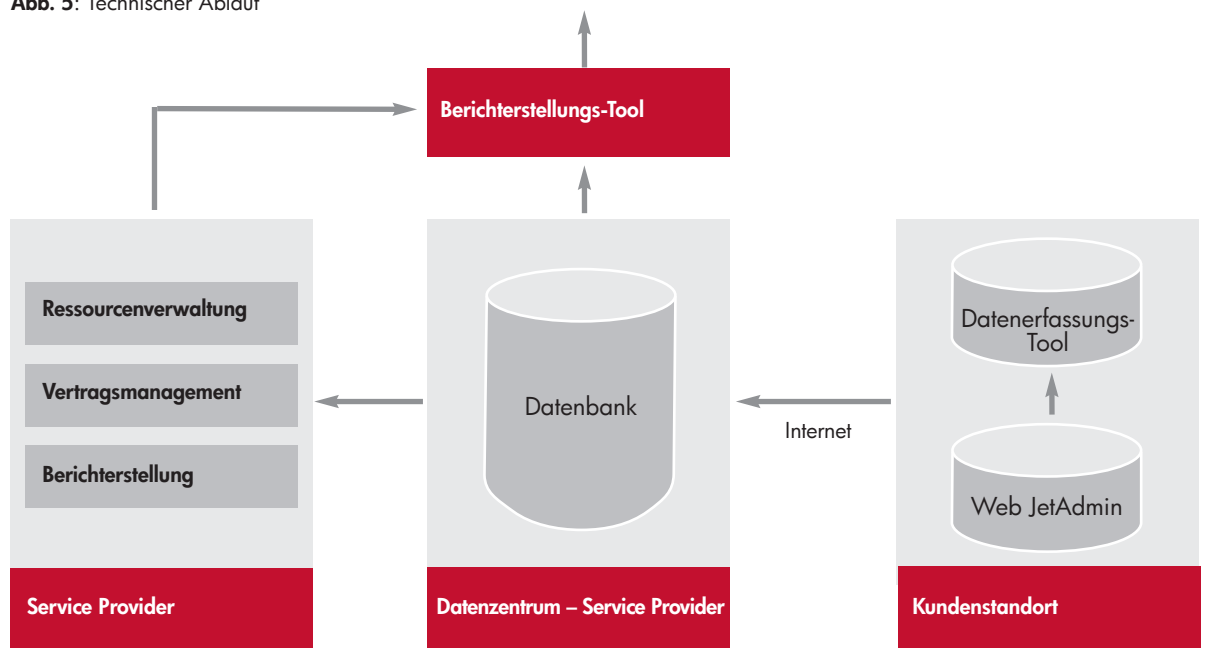 Abb. 5: Technischer Ablauf
Berichterstellungs-Tool
Ressourcenverwaltung
Vertragsmanagement
Berichterstellung
Service Provider
Datenbank
Datenzentrum – Service Provider
Internet
Datenerfassungs-
Tool
Web JetAdmin
Kundenstandort